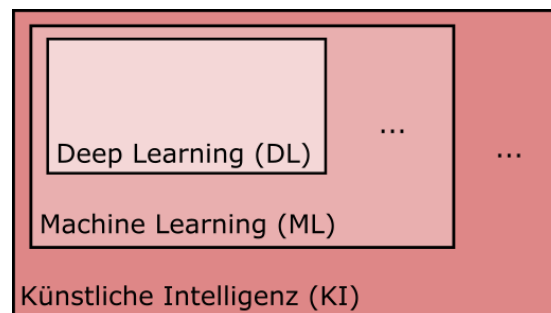 ...
...
Deep Learning (DL)
Machine Learning (ML)
Künstliche Intelligenz (KI)